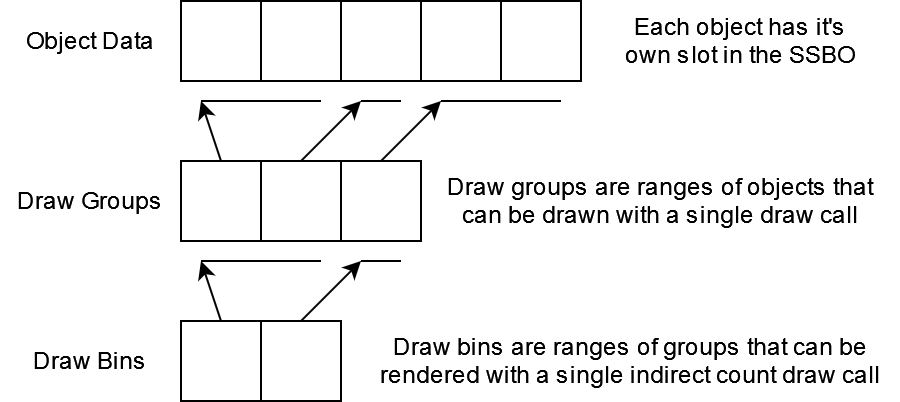 Object Data
Each object has it's
own slot in the SSBO
Draw Groups
Draw groups are ranges of objects that
can be drawn with a single draw call
Draw Bins
Draw bins are ranges of groups that can be
rendered with a single indirect count draw call